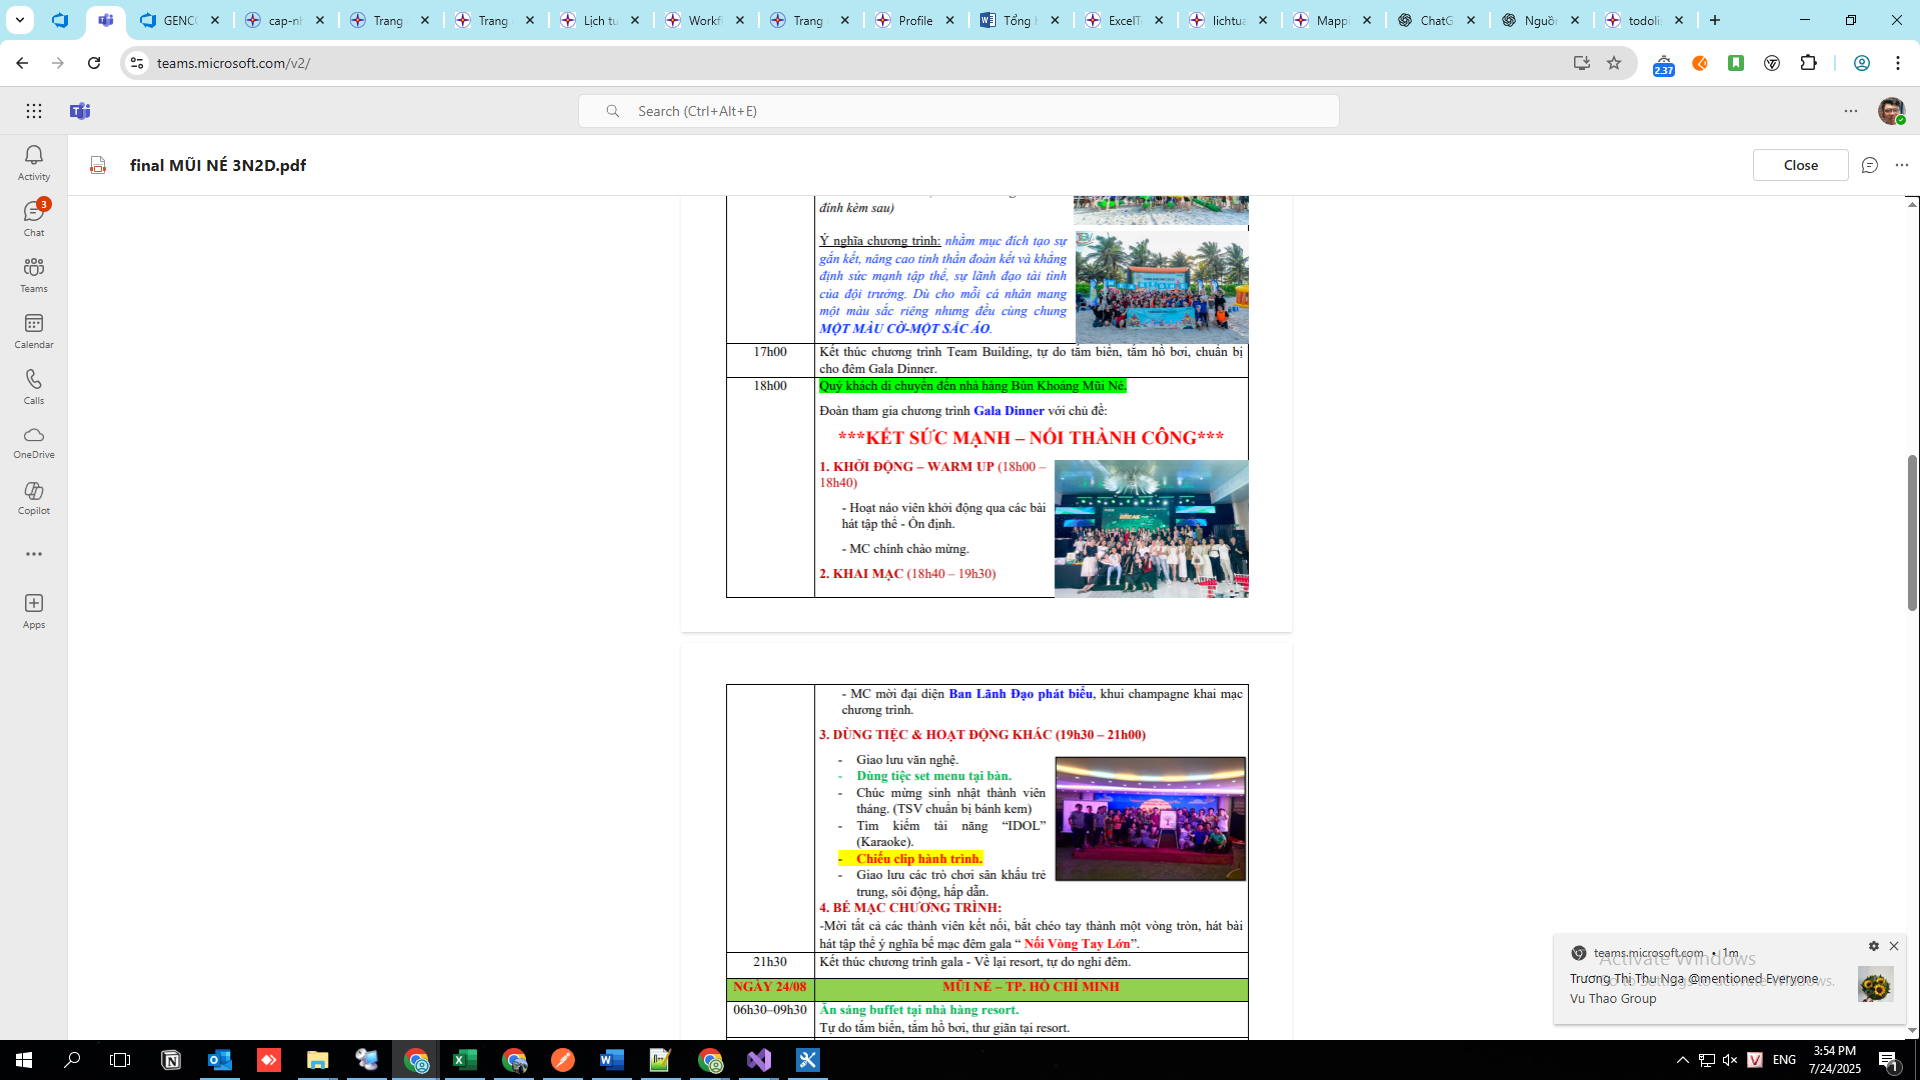 GENCO
cap-nh
Trang
Trang
Lịch tu
Workfl
Trang
Profile
Tổng h
ExcelTo
lichtua
Mappi
ChatG
Nguồn
todolis
teams.microsoft.com/v2/
2.37
Search (Ctrl+Alt+E)
final MŨI NÉ 3N2D.pdf
Close
Activity
3
Chat
Teams
Calendar
Calls
OneDrive
Copilot
Apps
đính kèm sau)
Ý nghĩa chương trình: nhằm mục đích tạo sự
gắn kết, nâng cao tinh thần đoàn kết và khẳng
định sức mạnh tập thể, sự lãnh đạo tài tình
của đội trưởng. Dù cho mỗi cá nhân mang
một màu sắc riêng nhưng đều cùng chung
MỘT MÀU CỜ-MỘT SẮC ÁO.
17h00
Kết thúc chương trình Team Building, tự do tắm biển, tắm hồ bơi, chuẩn bị
cho đêm Gala Dinner.
18h00
Quý khách di chuyển đến nhà hàng Bùn Khoáng Mũi Né.
Đoàn tham gia chương trình Gala Dinner với chủ đề:
***KẾT SỨC MẠNH – NỐI THÀNH CÔNG***
1. KHỞI ĐỘNG – WARM UP (18h00 –
18h40)
- Hoạt náo viên khởi động qua các bài
hát tập thể - Ổn định.
- MC chính chào mừng.
2. KHAI MẠC (18h40 – 19h30)
- MC mời đại diện Ban Lãnh Đạo phát biểu, khui champagne khai mạc
chương trình.
3. DÙNG TIỆC & HOẠT ĐỘNG KHÁC (19h30 – 21h00)
- Giao lưu văn nghệ.
- Dùng tiệc set menu tại bàn.
- Chúc mừng sinh nhật thành viên
tháng. (TSV chuẩn bị bánh kem)
- Tìm kiếm tài năng “IDOL”
(Karaoke).
- Chiếu clip hành trình.
- Giao lưu các trò chơi sân khấu trẻ
trung, sôi động, hấp dẫn.
4. BẾ MẠC CHƯƠNG TRÌNH:
-Mời tất cả các thành viên kết nối, bắt chéo tay thành một vòng tròn, hát bài
hát tập thể ý nghĩa bế mạc đêm gala “ Nối Vòng Tay Lớn”.
21h30
Kết thúc chương trình gala - Về lại resort, tự do nghỉ đêm.
NGÀY 24/08
MŨI NÉ – TP. HỒ CHÍ MINH
06h30–09h30
Ăn sáng buffet tại nhà hàng resort.
Tự do tắm biển, tắm hồ bơi, thư giãn tại resort.
teams.microsoft.com • 1m
Trương Thị Thu Nga @mentioned Everyone
Vu Thao Group
Activate Windows
Go to Settings to activate Windows.
ENG
3:54 PM
7/24/2025
1